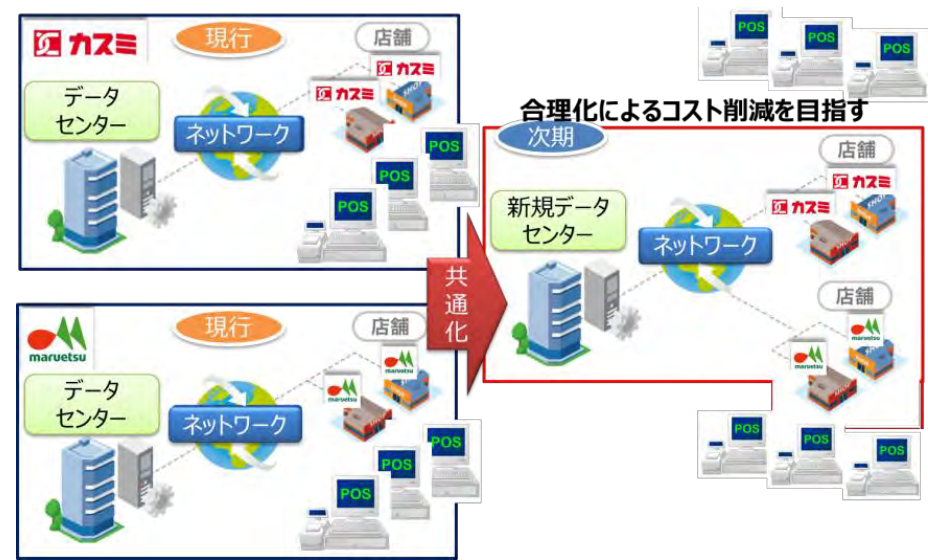 カスミ
現行
店舗
カスミ
カスミ
データ
センター
ネットワーク
POS
POS
POS
maruetsu
現行
店舗
maruetsu
maruetsu
データ
センター
ネットワーク
POS
POS
POS
共
通
化
POS
POS
POS
合理化によるコスト削減を目指す
次期
店舗
カスミ
カスミ
新規データ
センター
ネットワーク
店舗
maruetsu
maruetsu
POS
POS
POS